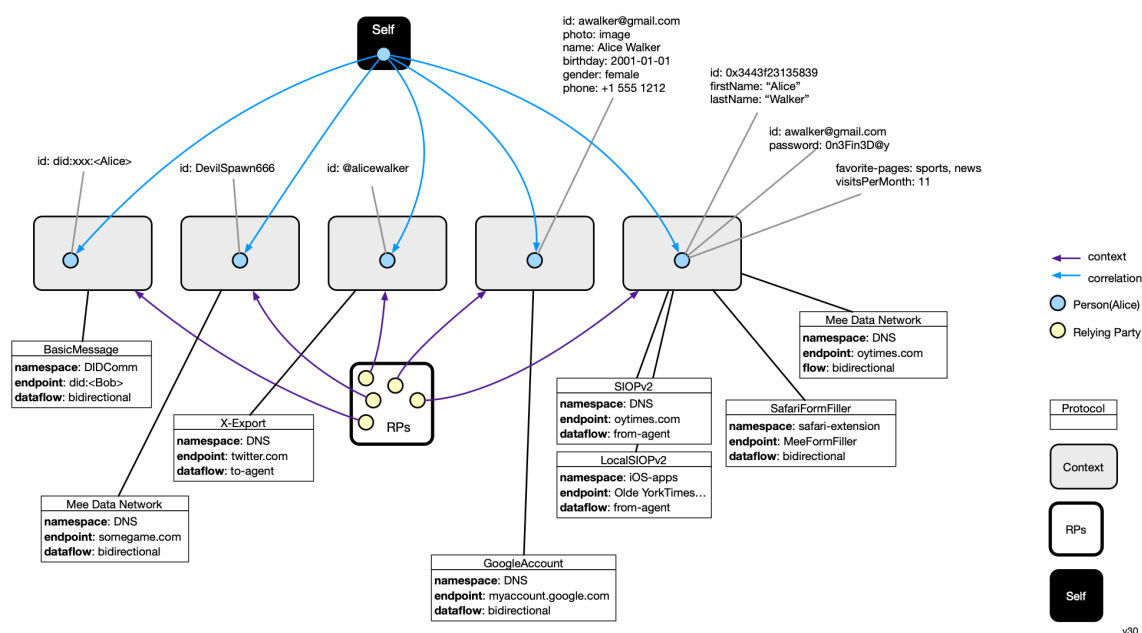 Self
id: awalker@gmail.com
photo: image
name: Alice Walker
birthday: 2001-01-01
gender: female
phone: +1 555 1212
id: 0x3443f23135839
firstName: “Alice”
lastName: “Walker”
id: awalker@gmail.com
password: 0n3Fin3D@y
favorite-pages: sports, news
visitsPerMonth: 11
id: did:xxx:<Alice>
id: DevilSpawn666
id: @alicewalker
context
correlation
Person(Alice)
Relying Party
BasicMessage
namespace: DIDComm
endpoint: did:<Bob>
dataflow: bidirectional
X-Export
namespace: DNS
endpoint: twitter.com
dataflow: to-agent
Mee Data Network
namespace: DNS
endpoint: somegame.com
dataflow: bidirectional
RPs
GoogleAccount
namespace: DNS
endpoint: myaccount.google.com
dataflow: bidirectional
SIOPv2
namespace: DNS
endpoint: oytimes.com
dataflow: from-agent
LocalSIOPv2
namespace: iOS-apps
endpoint: Olde YorkTimes...
dataflow: from-agent
SafariFormFiller
namespace: safari-extension
endpoint: MeeFormFiller
dataflow: bidirectional
Mee Data Network
namespace: DNS
endpoint: oytimes.com
flow: bidirectional
Protocol
Context
RPs
Self
v30